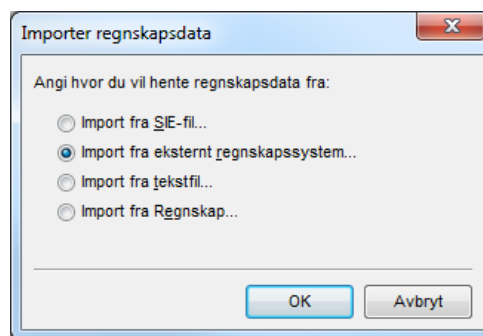 Importer regnskapsdata
Angi hvor du vil hente regnskapsdata fra:
Import fra SIE-fil...
Import fra eksternt regnskapssystem...
Import fra tekstfil...
Import fra Regnskap...
OK
Avbryt